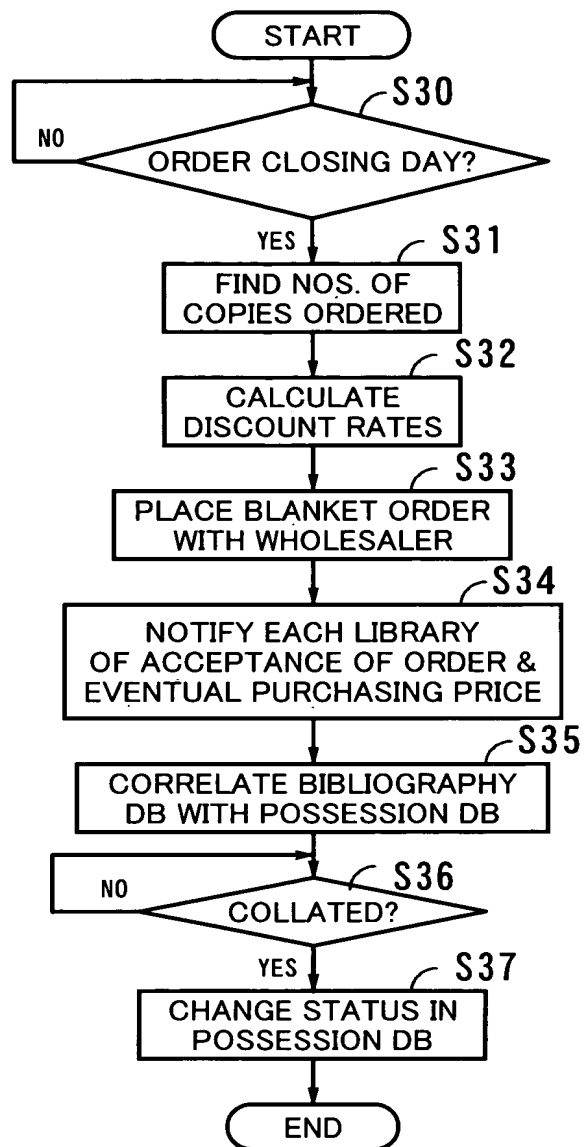 START
S30
NO
ORDER CLOSING DAY?
YES
S31
FIND NOS. OF
COPIES ORDERED
S32
CALCULATE
DISCOUNT RATES
S33
PLACE BLANKET ORDER
WITH WHOLESALER
S34
NOTIFY EACH LIBRARY
OF ACCEPTANCE OF ORDER &
EVENTUAL PURCHASING PRICE
S35
CORRELATE BIBLIOGRAPHY
DB WITH POSSESSION DB
NO
S36
COLLATED?
YES
S37
CHANGE STATUS IN
POSSESSION DB
END